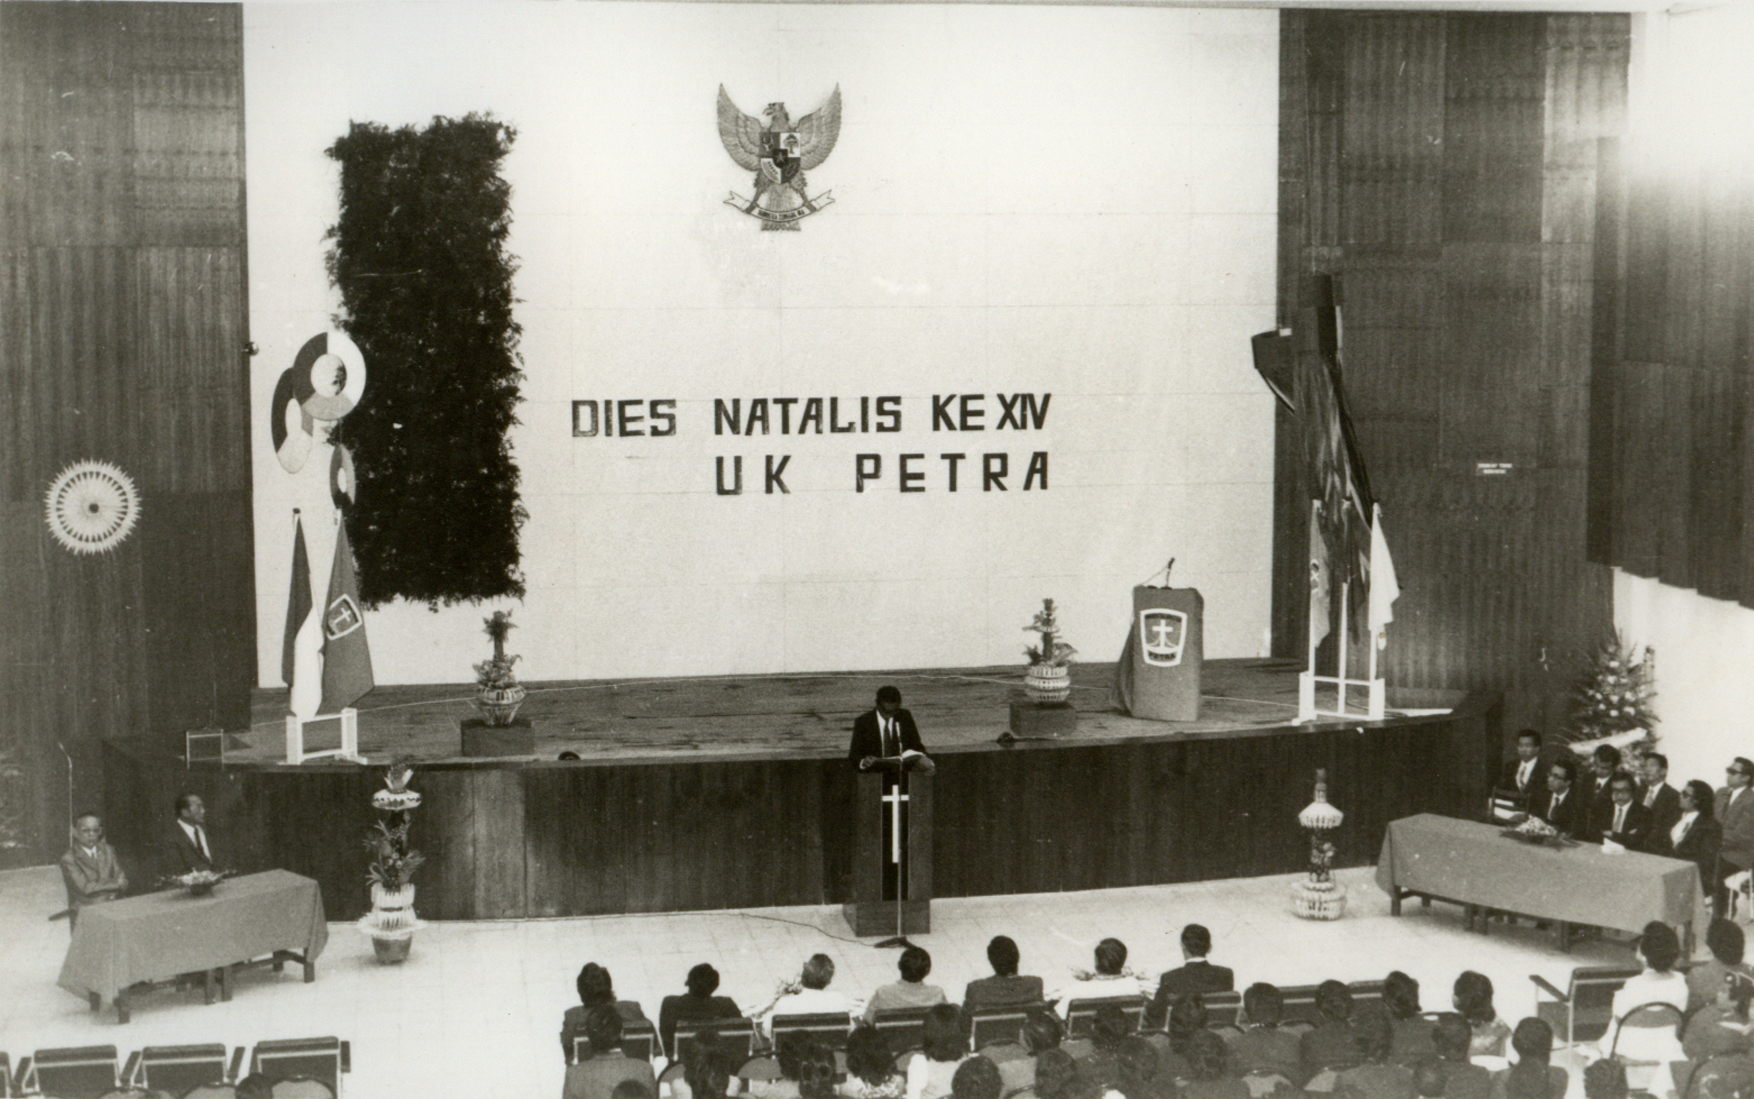 DIES NATALIS KE XIV
UK PETRA